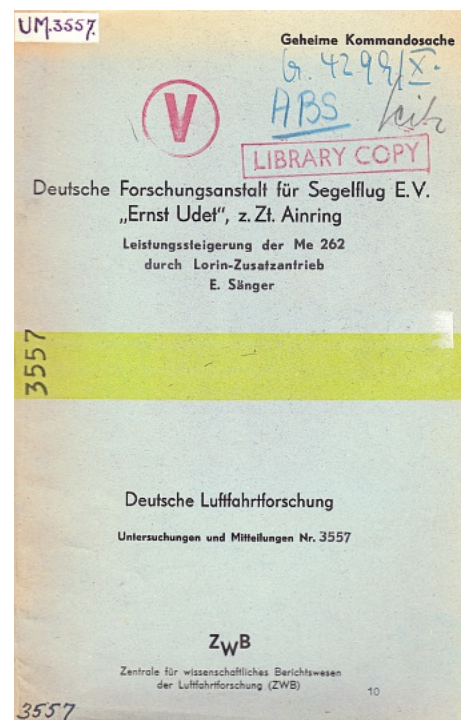 UM.3557.
Geheime Kommandosache
G. 4299/X.
ABS
V
LIBRARY COPY
Deutsche Forschungsanstalt für Segelflug E.V.
„Ernst Udet", z. Zt. Ainring
Leistungssteigerung der Me 262
durch Lorin-Zusatzantrieb
E. Sänger
3557
Deutsche Luftfahrtforschung
Untersuchungen und Mitteilungen Nr. 3557
ZWB
Zentrale für wissenschaftliches Berichtswesen
der Luftfahrtforschung (ZWB)
10
3557